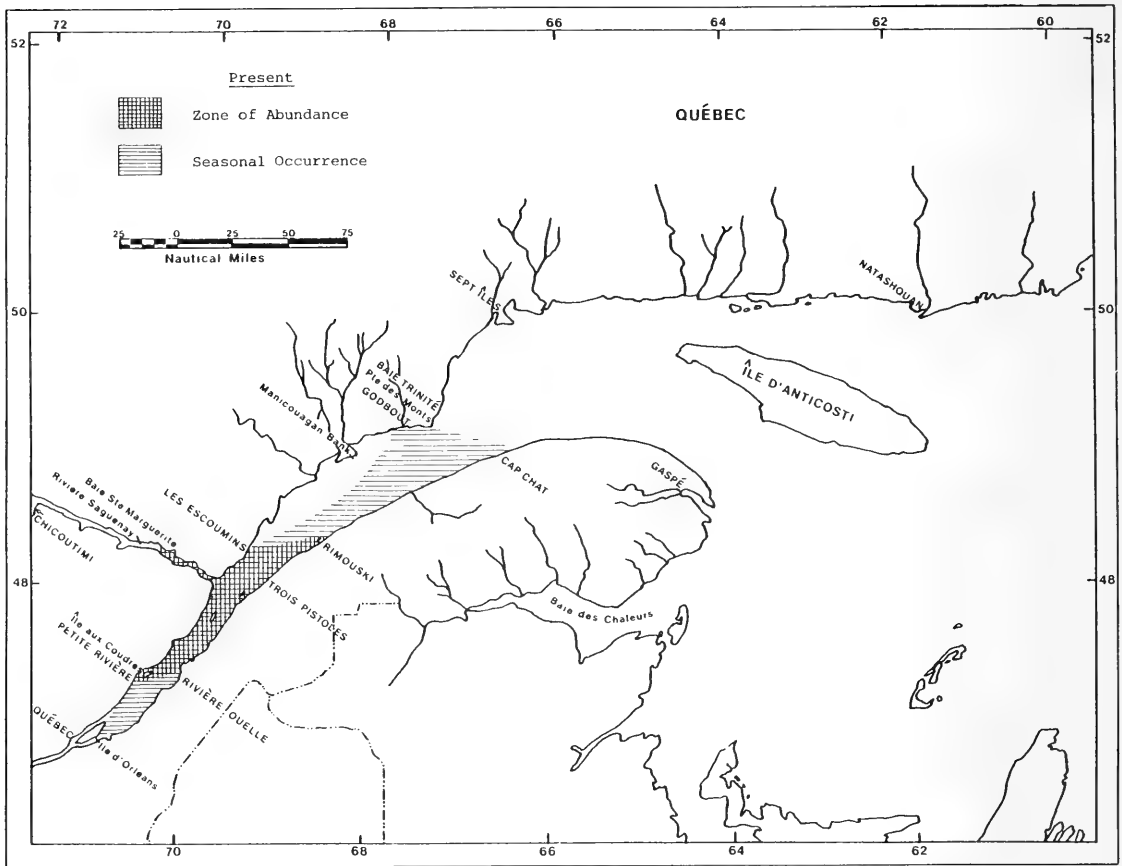 72 70 68 66 64 62 60
52 52
Present
Zone of Abundance
QUÉBEC
Seasonal Occurrence
25 0 25 50 75
Nautical Miles
NATASHQUAN
SEPT ÎLES
50 50
BAIE TRINITÉ
Pte des Monts
GODBOUT
ÎLE D'ANTICOSTI
Manicouagan Bank
CAP CHAT
GASPÉ
LES ESCOUMINS
Baie Ste Marguerite
Rivière Saguenay
CHICOUTIMI
RIMOUSKI
48 48
TROIS PISTOLES
Baie des Chaleurs
Île aux Coudres
PETITE RIVIÈRE
RIVIÈRE OUELLE
QUÉBEC
Île d'Orléans
70 68 66 64 62